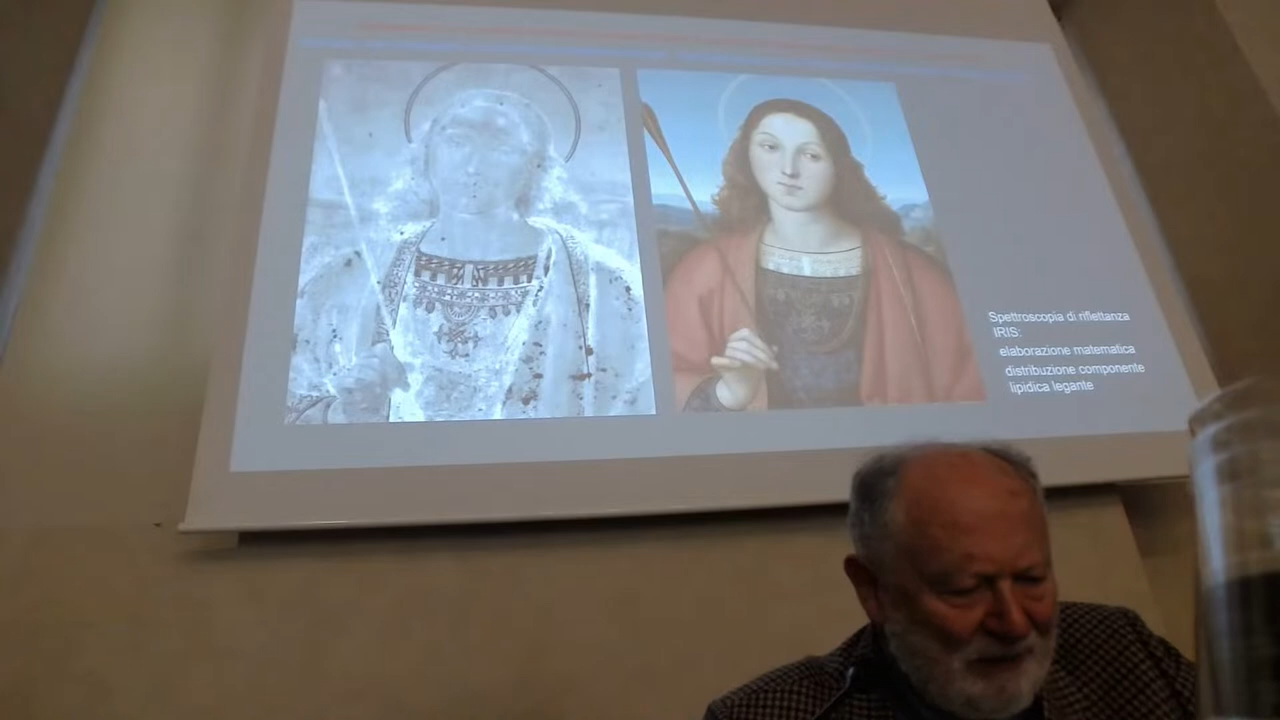 Spettroscopia di riflettanza
IRIS:
elaborazione matematica
distribuzione componente
lipidica legante